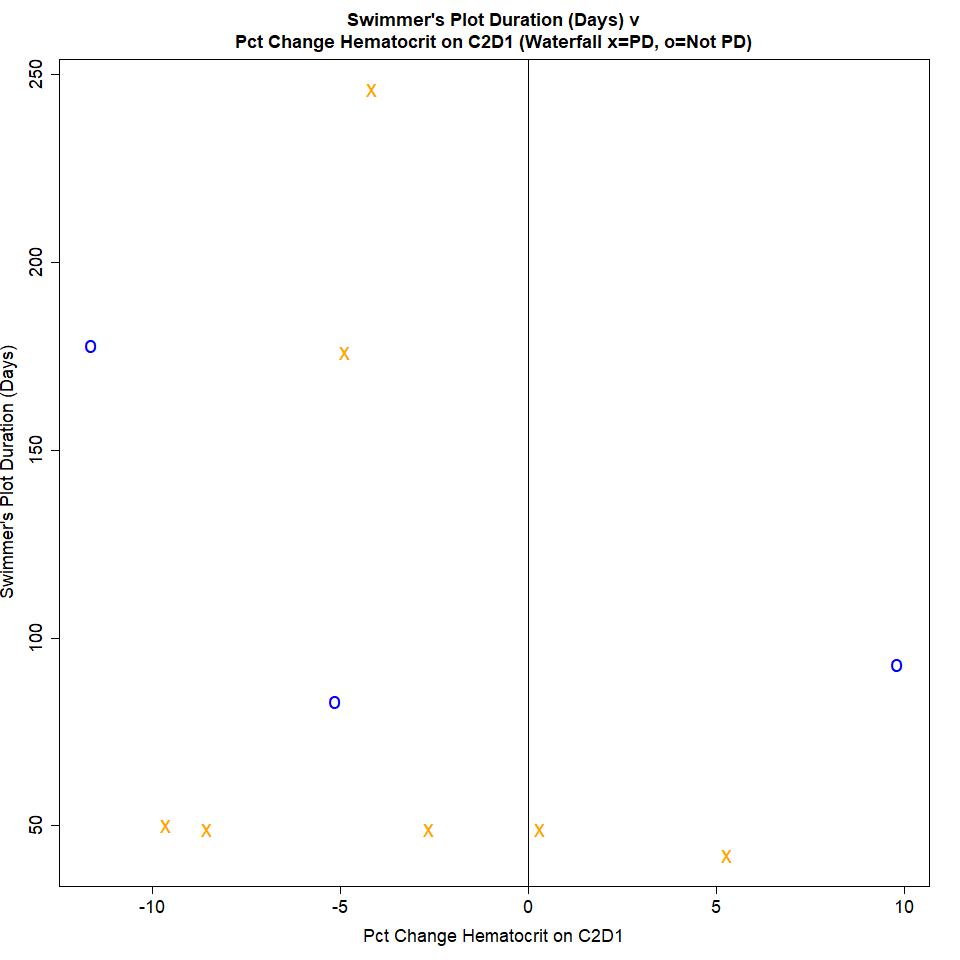 Swimmer's Plot Duration (Days) v
Pct Change Hematocrit on C2D1 (Waterfall x=PD, o=Not PD)
250
200
150
100
50
Swimmer's Plot Duration (Days)
X
X
O
O
O
X
X
X
X
X
-10
-5
0
5
10
Pct Change Hematocrit on C2D1